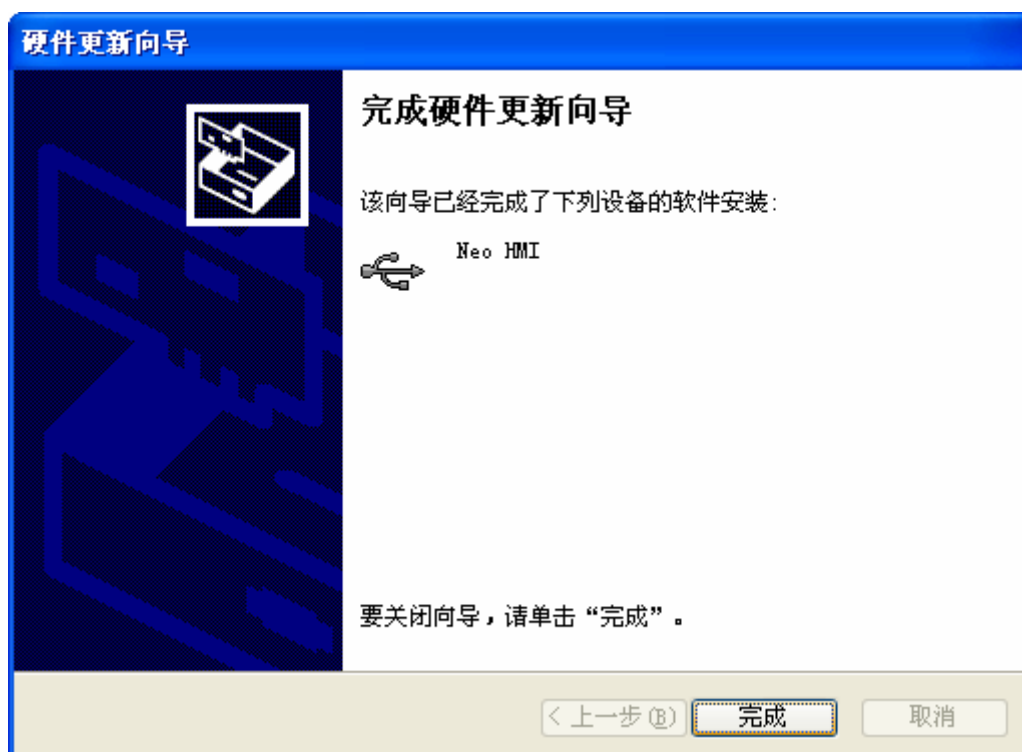 硬件更新向导
完成硬件更新向导
该向导已经完成了下列设备的软件安装:
Neo HMI
要关闭向导,请单击“完成”。
< 上一步(B)
完成
取消